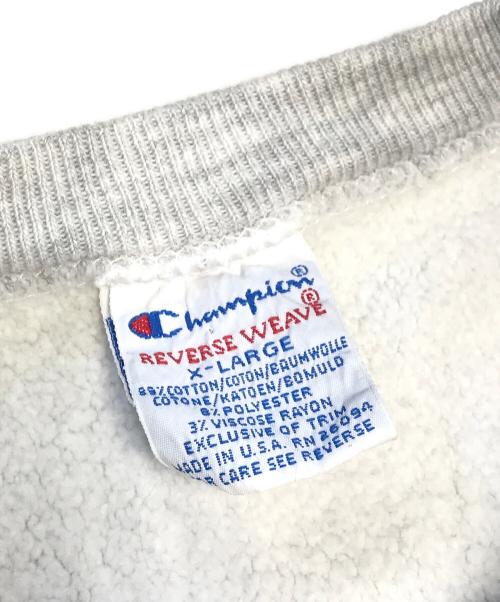 Champion®
REVERSE WEAVE®
X-LARGE
89%COTTON/COTON/BAUMWOLLE
COTONE/KATOEN/BOMULD
8%POLYESTER
3% VISCOSE RAYON
EXCLUSIVE OF TRIM
MADE IN U.S.A. RN 26094
CARE SEE REVERSE